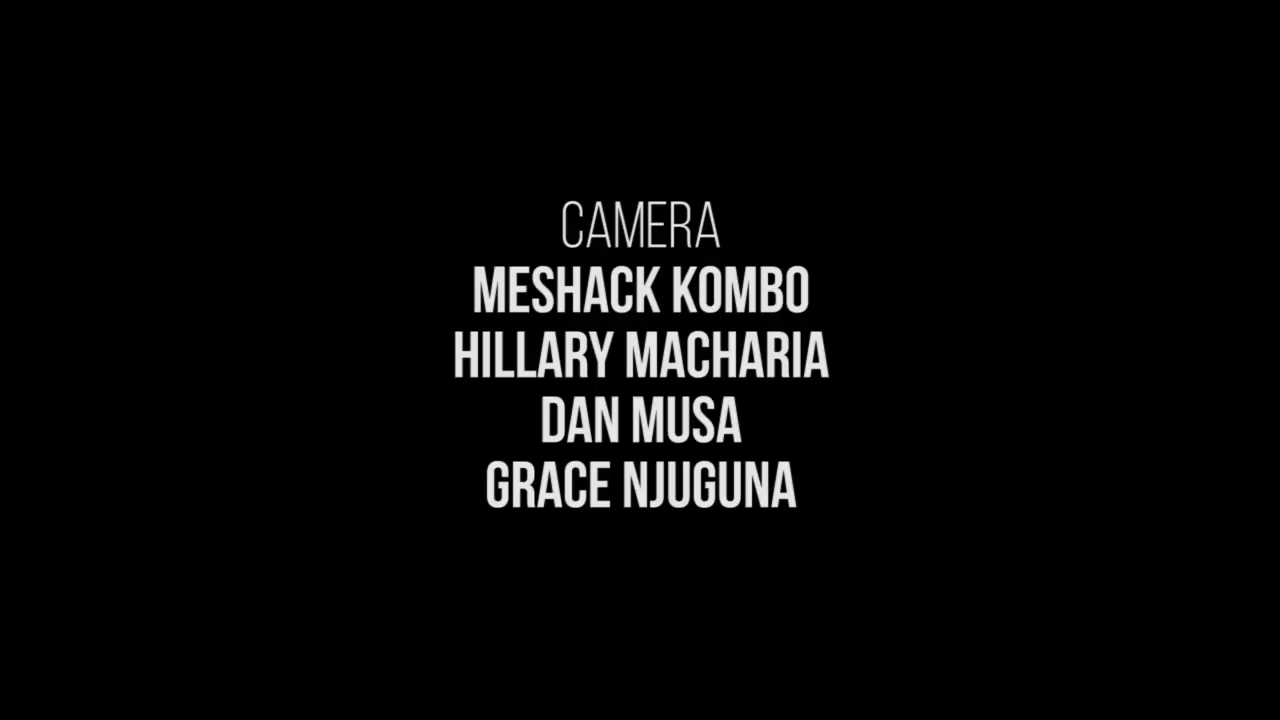 CAMERA
MESHACK KOMBO
HILLARY MACHARIA
DAN MUSA
GRACE NJUGUNA